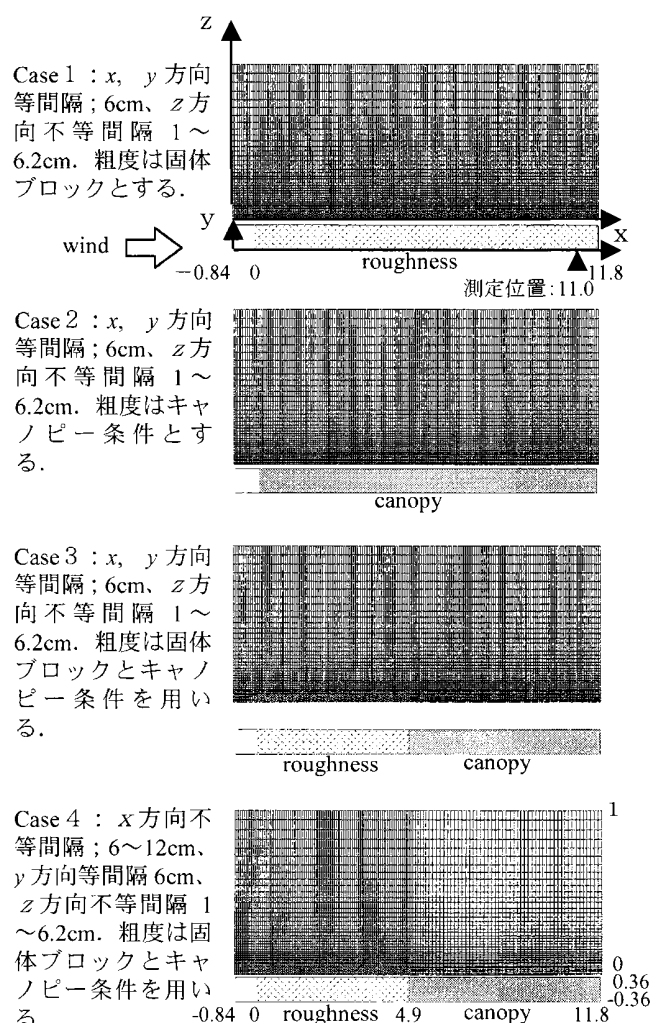 z
Case 1 : x, y 方向
等間隔 ; 6cm、 z 方
向不等間隔 1～
6.2cm. 粗度は固体
ブロックとする.
y
x
wind
roughness
−0.84 0
11.8
測定位置:11.0
Case 2 : x, y 方向
等間隔 ; 6cm、 z 方
向不等間隔 1～
6.2cm. 粗度はキャ
ノピー条件とす
る.
canopy
Case 3 : x, y 方向
等間隔 ; 6cm、 z 方
向不等間隔 1～
6.2cm. 粗度は固体
ブロックとキャノ
ピー条件を用い
る.
roughness canopy
Case 4 : x 方向不
等間隔 ; 6～12cm、
y 方向等間隔 6cm、
z 方向不等間隔 1
～6.2cm. 粗度は固
体ブロックとキャ
ノピー条件を用い
る
1
0
0.36
-0.36
-0.84 0 roughness 4.9 canopy 11.8